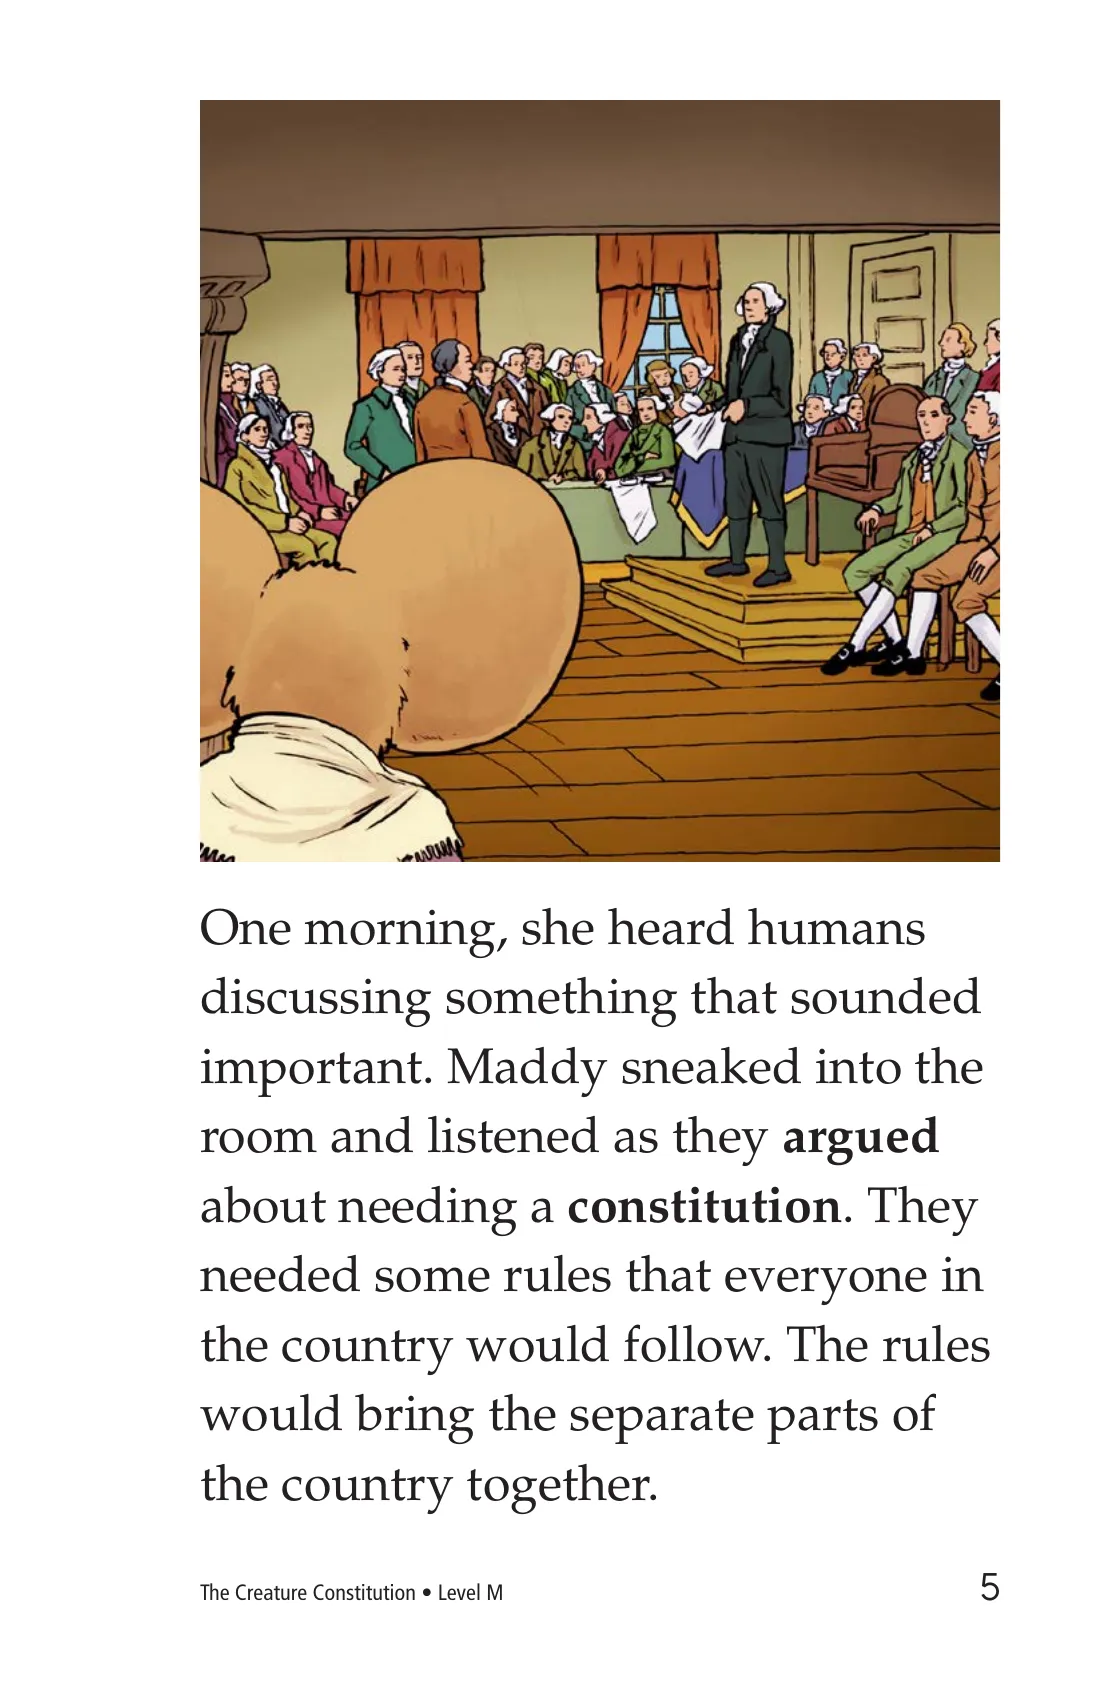 One morning, she heard humans
discussing something that sounded
important. Maddy sneaked into the
room and listened as they argued
about needing a constitution. They
needed some rules that everyone in
the country would follow. The rules
would bring the separate parts of
the country together.
The Creature Constitution • Level M
5